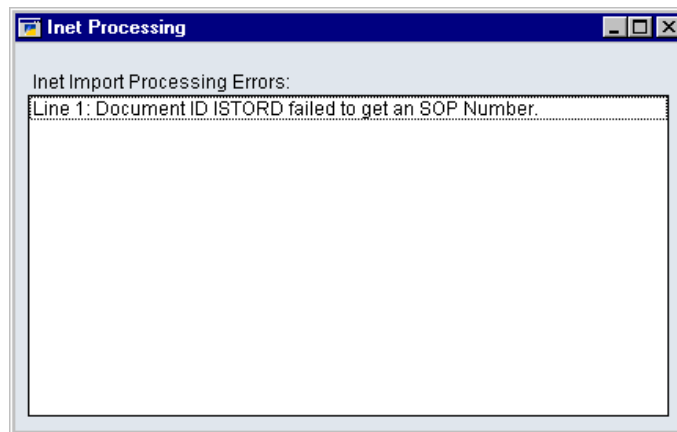 Inet Processing
Inet Import Processing Errors:
Line 1: Document ID ISTORD failed to get an SOP Number.